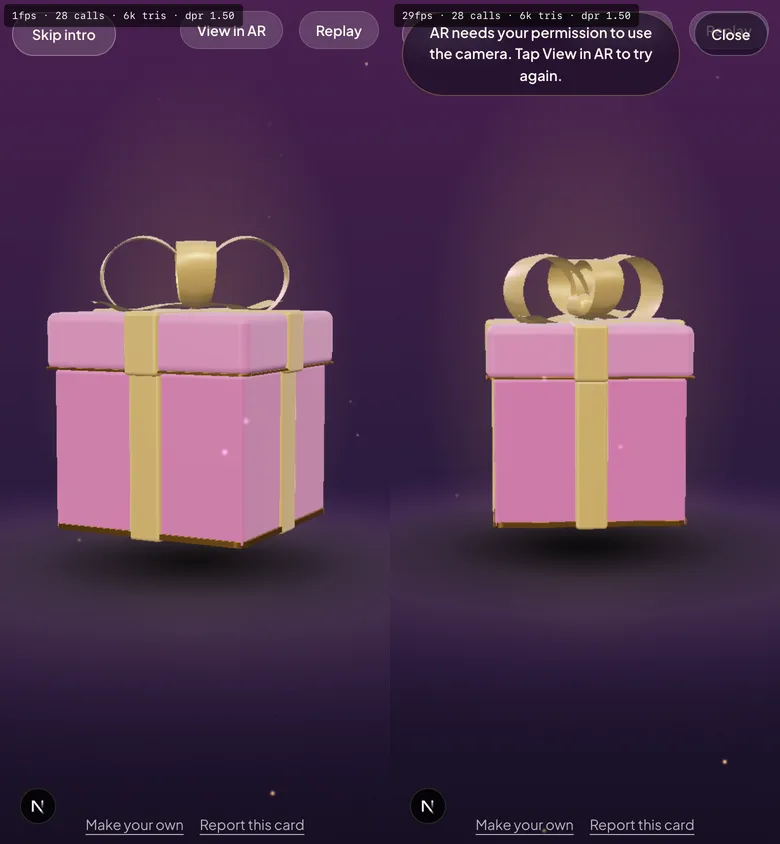 1fps · 28 calls · 6k tris · dpr 1.50
Skip intro
View in AR
Replay
N
Make your own
Report this card
29fps · 28 calls · 6k tris · dpr 1.50
AR needs your permission to use
the camera. Tap View in AR to try
again.
Replay
Close
N
Make your own
Report this card